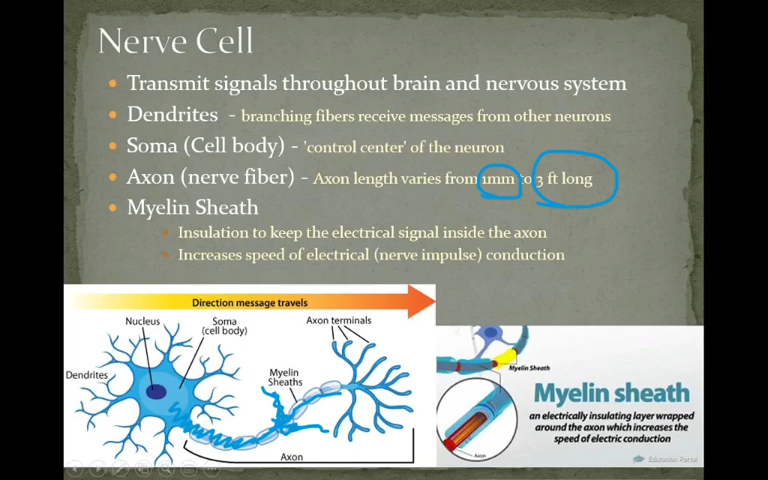 Nerve Cell
Transmit signals throughout brain and nervous system
Dendrites - branching fibers receive messages from other neurons
Soma (Cell body) - 'control center' of the neuron
Axon (nerve fiber) - Axon length varies from 1mm to 3 ft long
Myelin Sheath
Insulation to keep the electrical signal inside the axon
Increases speed of electrical (nerve impulse) conduction
Direction message travels
Nucleus
Soma
(cell body)
Axon terminals
Dendrites
Myelin
Sheaths
Axon
Myelin Sheath
Myelin sheath
an electrically insulating layer wrapped
around the axon which increases the
speed of electric conduction
Axon
Education Portal